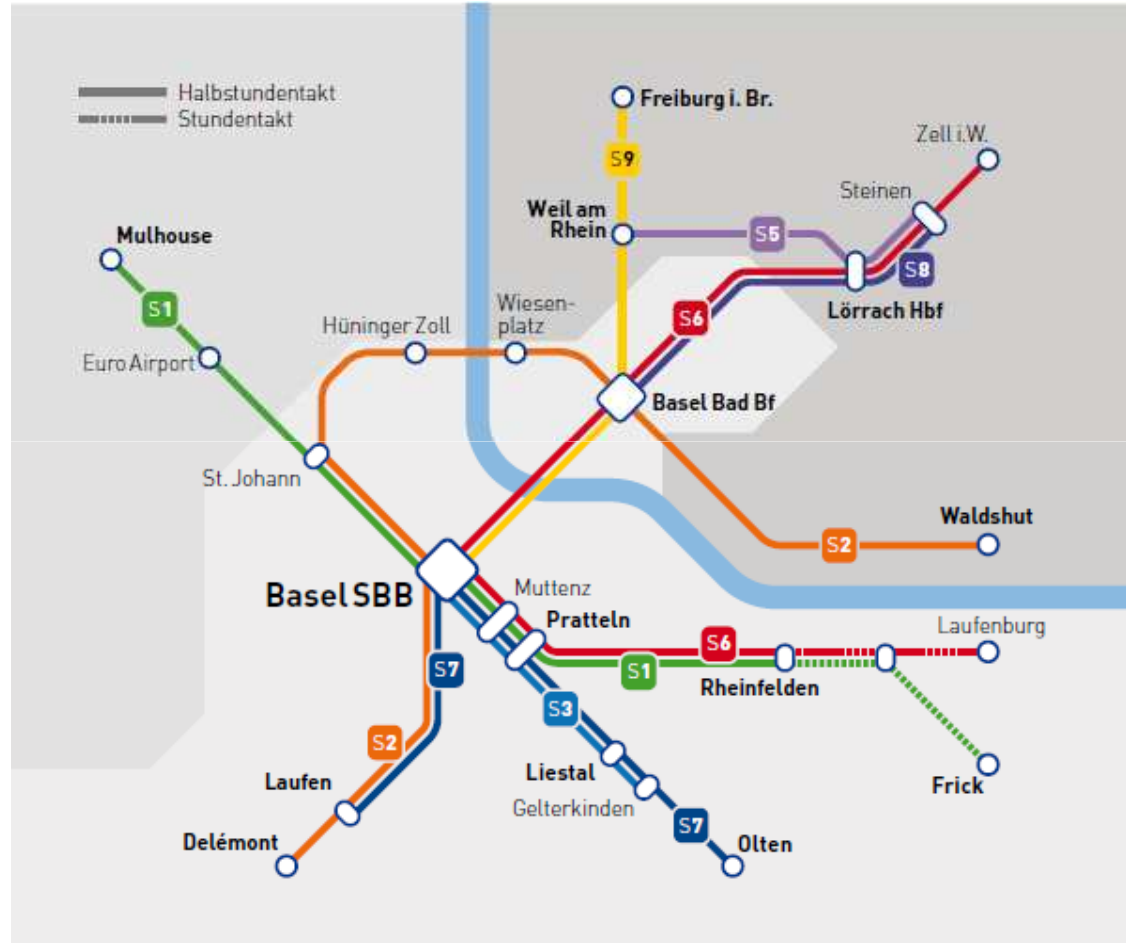 Halbstundentakt
Stundentakt
Freiburg i. Br.
Zell i.W.
S9
Steinen
Weil am
Rhein
S5
Mulhouse
S8
S1
S6
Lörrach Hbf
Wiesen-
platz
Hüninger Zoll
Euro Airport
Basel Bad Bf
St. Johann
Waldshut
S2
Basel SBB
Muttenz
Pratteln
Laufenburg
S6
S7
S1
Rheinfelden
S3
S2
Liestal
Laufen
Frick
Gelterkinden
S7
Delémont
Olten